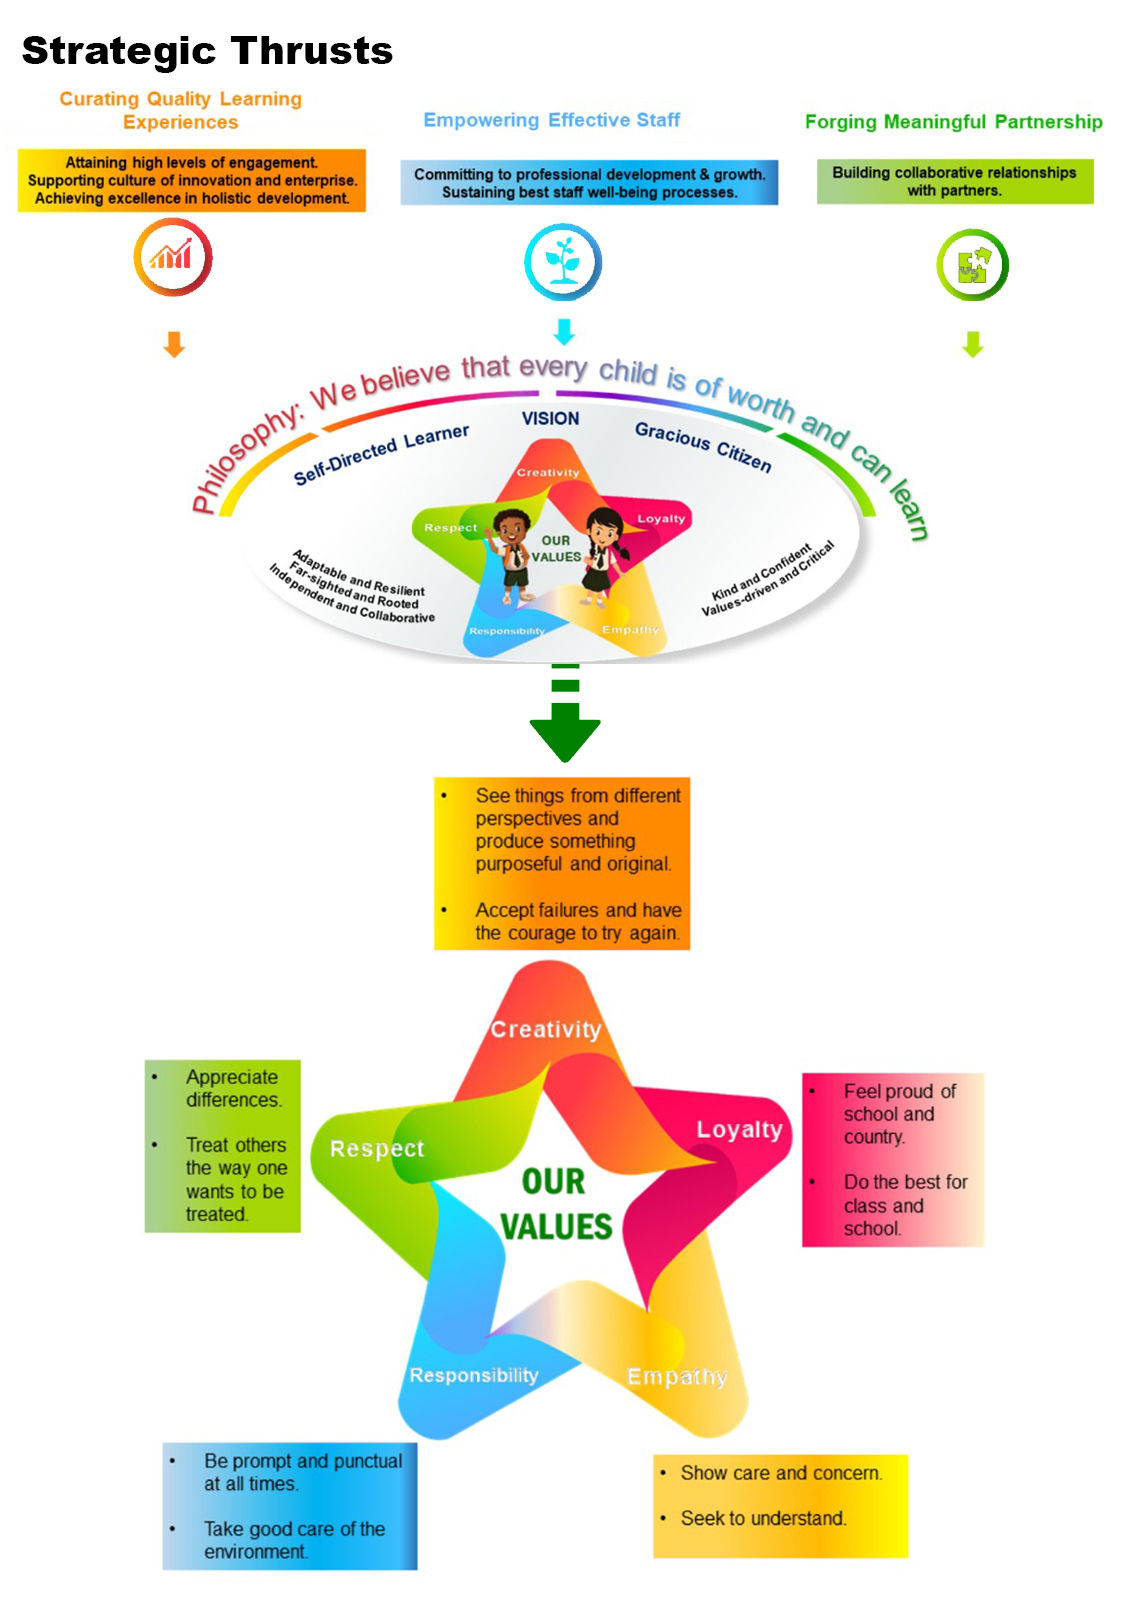 Strategic Thrusts
Curating Quality Learning
Experiences
Empowering Effective Staff
Forging Meaningful Partnership
Attaining high levels of engagement.
Supporting culture of innovation and enterprise.
Achieving excellence in holistic development.
Committing to professional development & growth.
Sustaining best staff well-being processes.
Building collaborative relationships
with partners.
US
Philosophy: We believe that every child is of worth and can learn
VISION
Self-Directed Learner
Gracious Citizen
Creativity
Respect
Loyalty
OUR
VALUES
Adaptable and Resilient
Far-sighted and Rooted
Independent and Collaborative
Kind and Confident
Values-driven and Critical
Responsibility
Empathy
• See things from different
perspectives and
produce something
purposeful and original.
• Accept failures and have
the courage to try again.
Creativity
• Appreciate
differences.
• Treat others
the way one
wants to be
treated.
Respect
Loyalty
• Feel proud of
school and
country.
• Do the best for
class and
school.
OUR
VALUES
Responsibility
Empathy
• Be prompt and punctual
at all times.
• Take good care of the
environment.
• Show care and concern.
• Seek to understand.